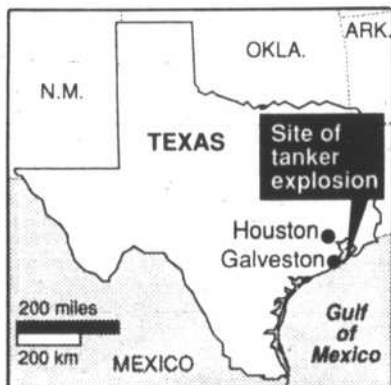 ARK.
OKLA.
N.M.
TEXAS
Site of
tanker
explosion
Houston
Galveston
200 miles
200 km
MEXICO
Gulf
of
Mexico